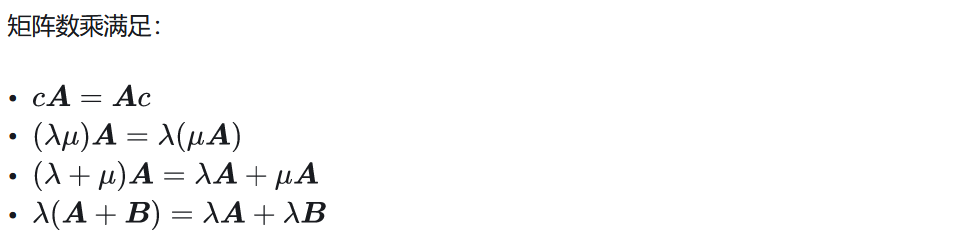 矩阵数乘满足：
• cA = Ac
• (λμ)A = λ(μA)
• (λ + μ)A = λA + μA
• λ(A + B) = λA + λB